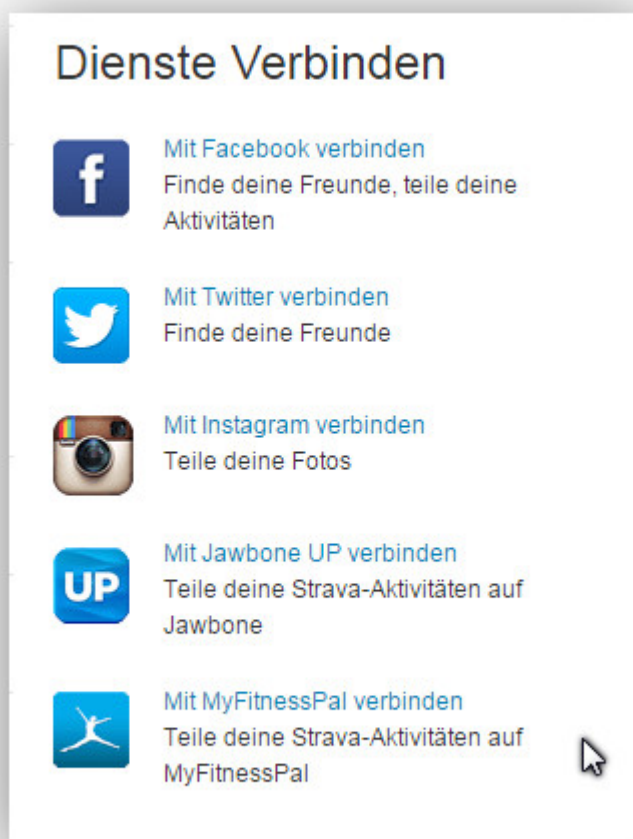 Dienste Verbinden
f
Mit Facebook verbinden
Finde deine Freunde, teile deine
Aktivitäten
Mit Twitter verbinden
Finde deine Freunde
Mit Instagram verbinden
Teile deine Fotos
UP
Mit Jawbone UP verbinden
Teile deine Strava-Aktivitäten auf
Jawbone
Mit MyFitnessPal verbinden
Teile deine Strava-Aktivitäten auf
MyFitnessPal